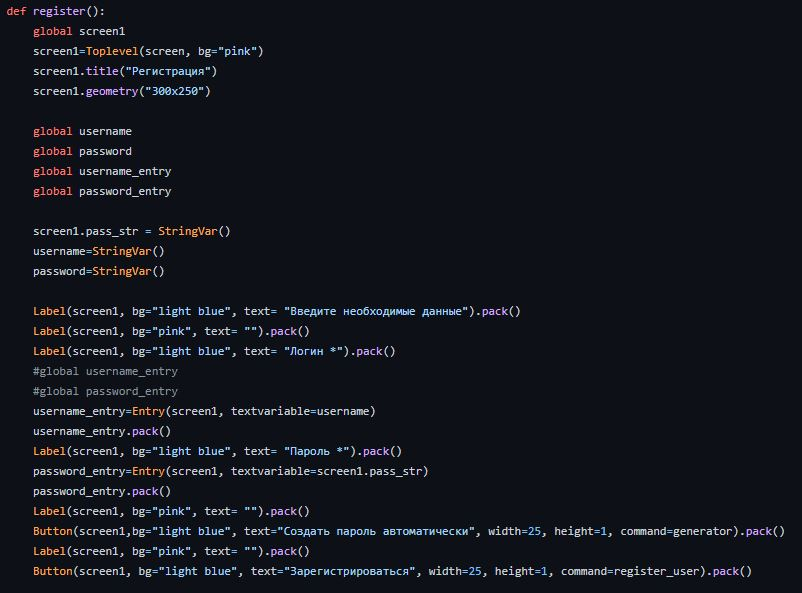 def register():
    global screen1
    screen1=Toplevel(screen, bg="pink")
    screen1.title("Регистрация")
    screen1.geometry("300x250")

    global username
    global password
    global username_entry
    global password_entry

    screen1.pass_str = StringVar()
    username=StringVar()
    password=StringVar()

    Label(screen1, bg="light blue", text= "Введите необходимые данные").pack()
    Label(screen1, bg="pink", text= "").pack()
    Label(screen1, bg="light blue", text= "Логин *").pack()
    #global username_entry
    #global password_entry
    username_entry=Entry(screen1, textvariable=username)
    username_entry.pack()
    Label(screen1, bg="light blue", text= "Пароль *").pack()
    password_entry=Entry(screen1, textvariable=screen1.pass_str)
    password_entry.pack()
    Label(screen1, bg="pink", text= "").pack()
    Button(screen1,bg="light blue", text="Создать пароль автоматически", width=25, height=1, command=generator).pack()
    Label(screen1, bg="pink", text= "").pack()
    Button(screen1, bg="light blue", text="Зарегистрироваться", width=25, height=1, command=register_user).pack()